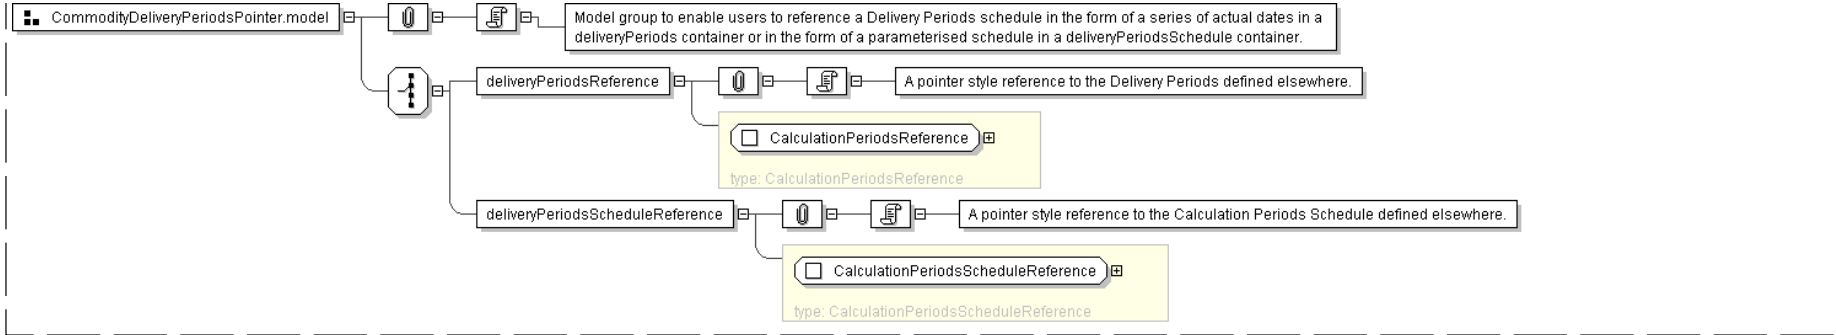 CommodityDeliveryPeriodsPointer.model
Model group to enable users to reference a Delivery Periods schedule in the form of a series of actual dates in a
deliveryPeriods container or in the form of a parameterised schedule in a deliveryPeriodsSchedule container.
deliveryPeriodsReference
A pointer style reference to the Delivery Periods defined elsewhere.
CalculationPeriodsReference
type: CalculationPeriodsReference
deliveryPeriodsScheduleReference
A pointer style reference to the Calculation Periods Schedule defined elsewhere.
CalculationPeriodsScheduleReference
type: CalculationPeriodsScheduleReference